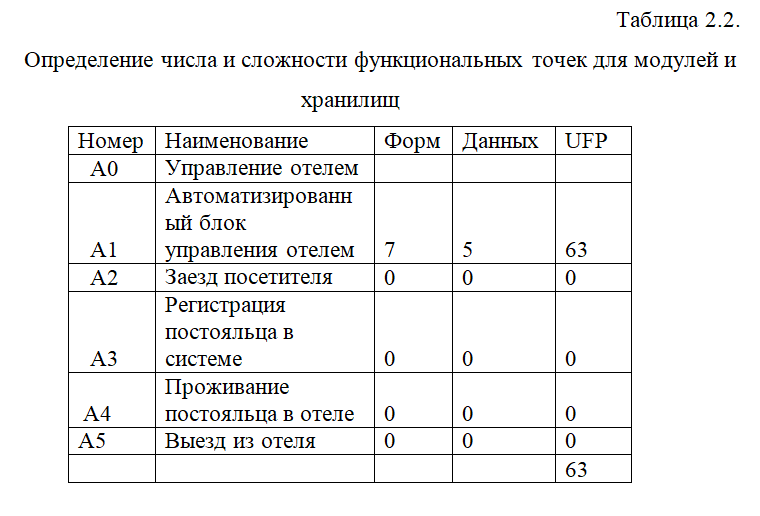 Таблица 2.2.
Определение числа и сложности функциональных точек для модулей и
хранилищ
Номер Наименование Форм Данных UFP
A0 Управление отелем
Автоматизированн
ый блок
A1 управления отелем 7 5 63
A2 Заезд посетителя 0 0 0
Регистрация
постояльца в
A3 системе 0 0 0
Проживание
A4 постояльца в отеле 0 0 0
A5 Выезд из отеля 0 0 0
63